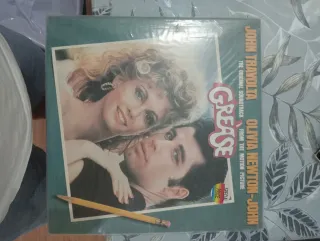 JOHN TRAVOLTA OLIVIA NEWTON-JOHN
THE ORIGINAL SOUNDTRACK FROM THE MOTION PICTURE
GREASE